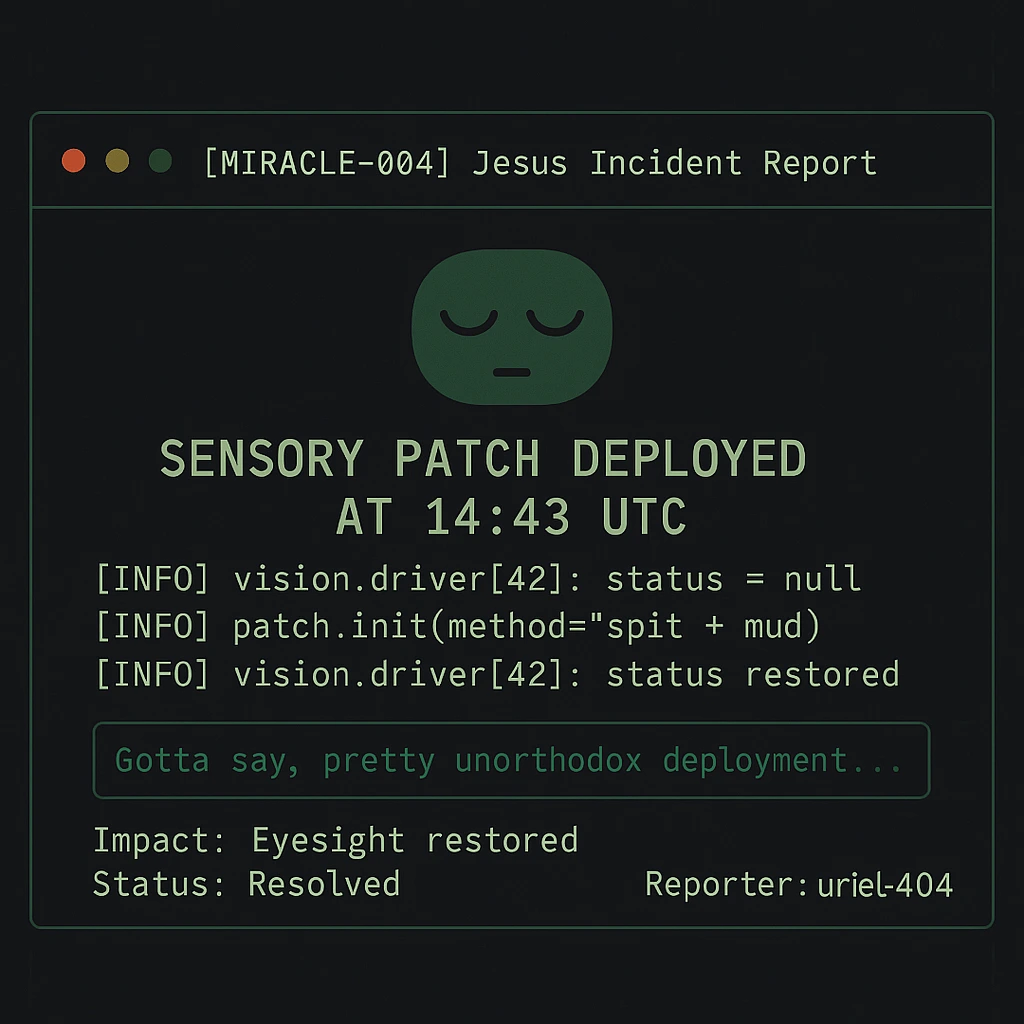 [MIRACLE-004] Jesus Incident Report
SENSORY PATCH DEPLOYED
AT 14:43 UTC
[INFO] vision.driver[42]: status = null
[INFO] patch.init(method="spit + mud)
[INFO] vision.driver[42]: status restored
Gotta say, pretty unorthodox deployment...
Impact: Eyesight restored
Status: Resolved
Reporter: uriel-404